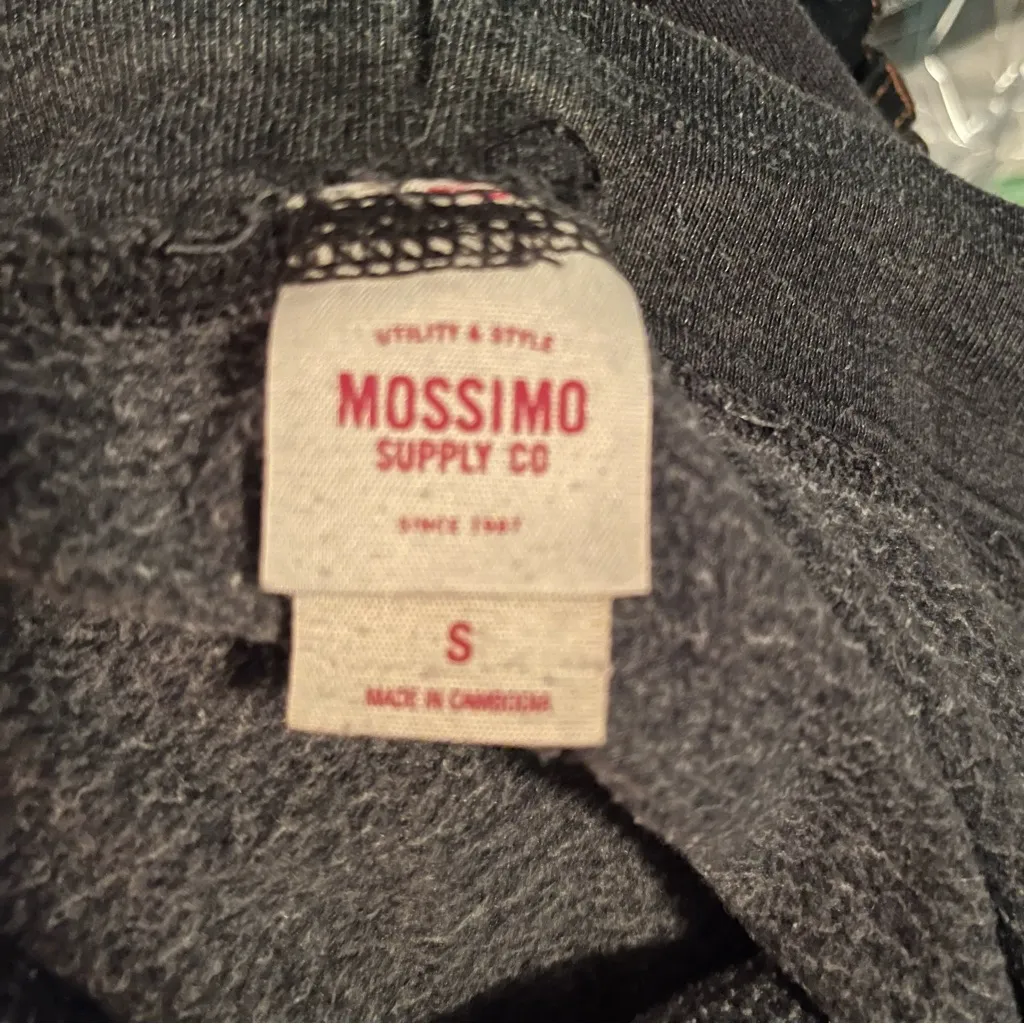 UTILITY & STYLE
MOSSIMO
SUPPLY CO
SINCE 1987
S
MADE IN CAMBODIA